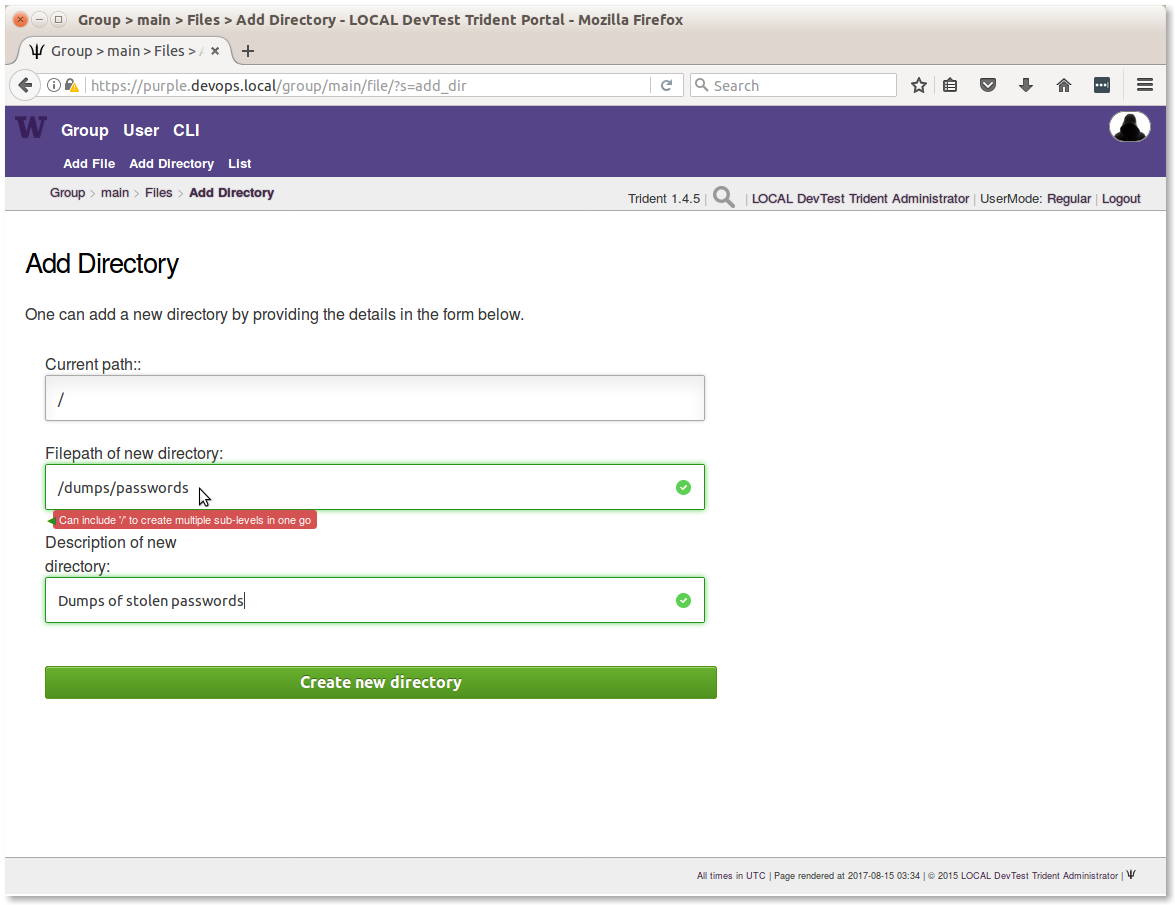 Group > main > Files > Add Directory - LOCAL DevTest Trident Portal - Mozilla Firefox
Group > main > Files > A
https://purple.devops.local/group/main/file/?s=add_dir
Search
W
Group User CLI
Add File Add Directory List
Group > main > Files > Add Directory
Trident 1.4.5 | | LOCAL DevTest Trident Administrator | UserMode: Regular | Logout
Add Directory
One can add a new directory by providing the details in the form below.
Current path::
/
Filepath of new directory:
/dumps/passwords
Can include '/' to create multiple sub-levels in one go
Description of new
directory:
Dumps of stolen passwords
Create new directory
All times in UTC | Page rendered at 2017-08-15 03:34 | © 2015 LOCAL DevTest Trident Administrator | Ψ